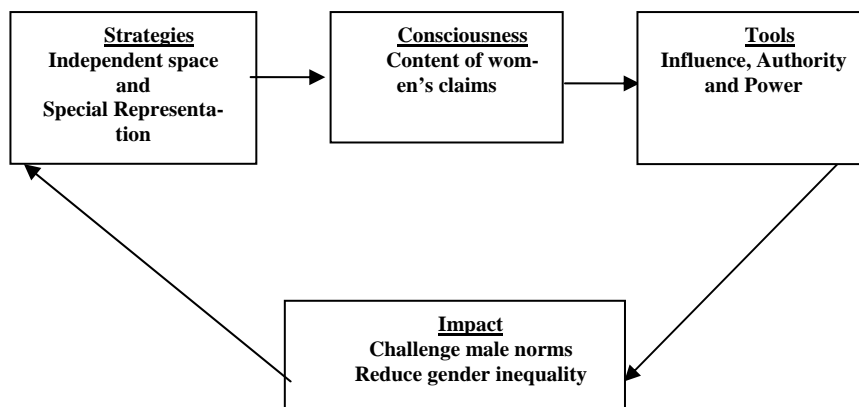 Strategies
Independent space
and
Special Representa-
tion
Consciousness
Content of wom-
en's claims
Tools
Influence, Authority
and Power
Impact
Challenge male norms
Reduce gender inequality